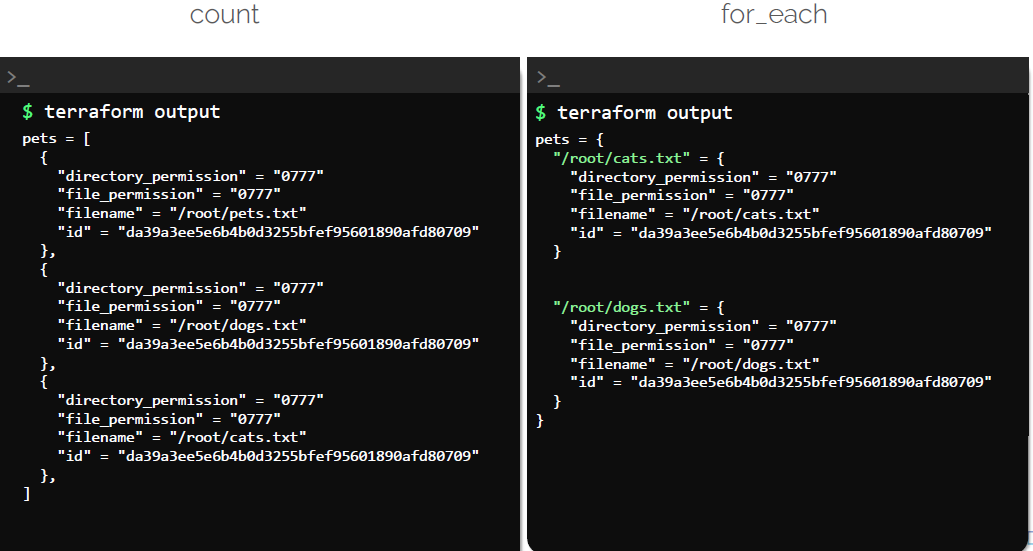 count
>_
$ terraform output
pets = [
{
"directory_permission" = "0777"
"file_permission" = "0777"
"filename" = "/root/pets.txt"
"id" = "da39a3ee5e6b4b0d3255bfef95601890afd80709"
},
{
"directory_permission" = "0777"
"file_permission" = "0777"
"filename" = "/root/dogs.txt"
"id" = "da39a3ee5e6b4b0d3255bfef95601890afd80709"
},
{
"directory_permission" = "0777"
"file_permission" = "0777"
"filename" = "/root/cats.txt"
"id" = "da39a3ee5e6b4b0d3255bfef95601890afd80709"
},
]
for_each
>_
$ terraform output
pets = {
"/root/cats.txt" = {
"directory_permission" = "0777"
"file_permission" = "0777"
"filename" = "/root/cats.txt"
"id" = "da39a3ee5e6b4b0d3255bfef95601890afd80709"
}
"/root/dogs.txt" = {
"directory_permission" = "0777"
"file_permission" = "0777"
"filename" = "/root/dogs.txt"
"id" = "da39a3ee5e6b4b0d3255bfef95601890afd80709"
}
}